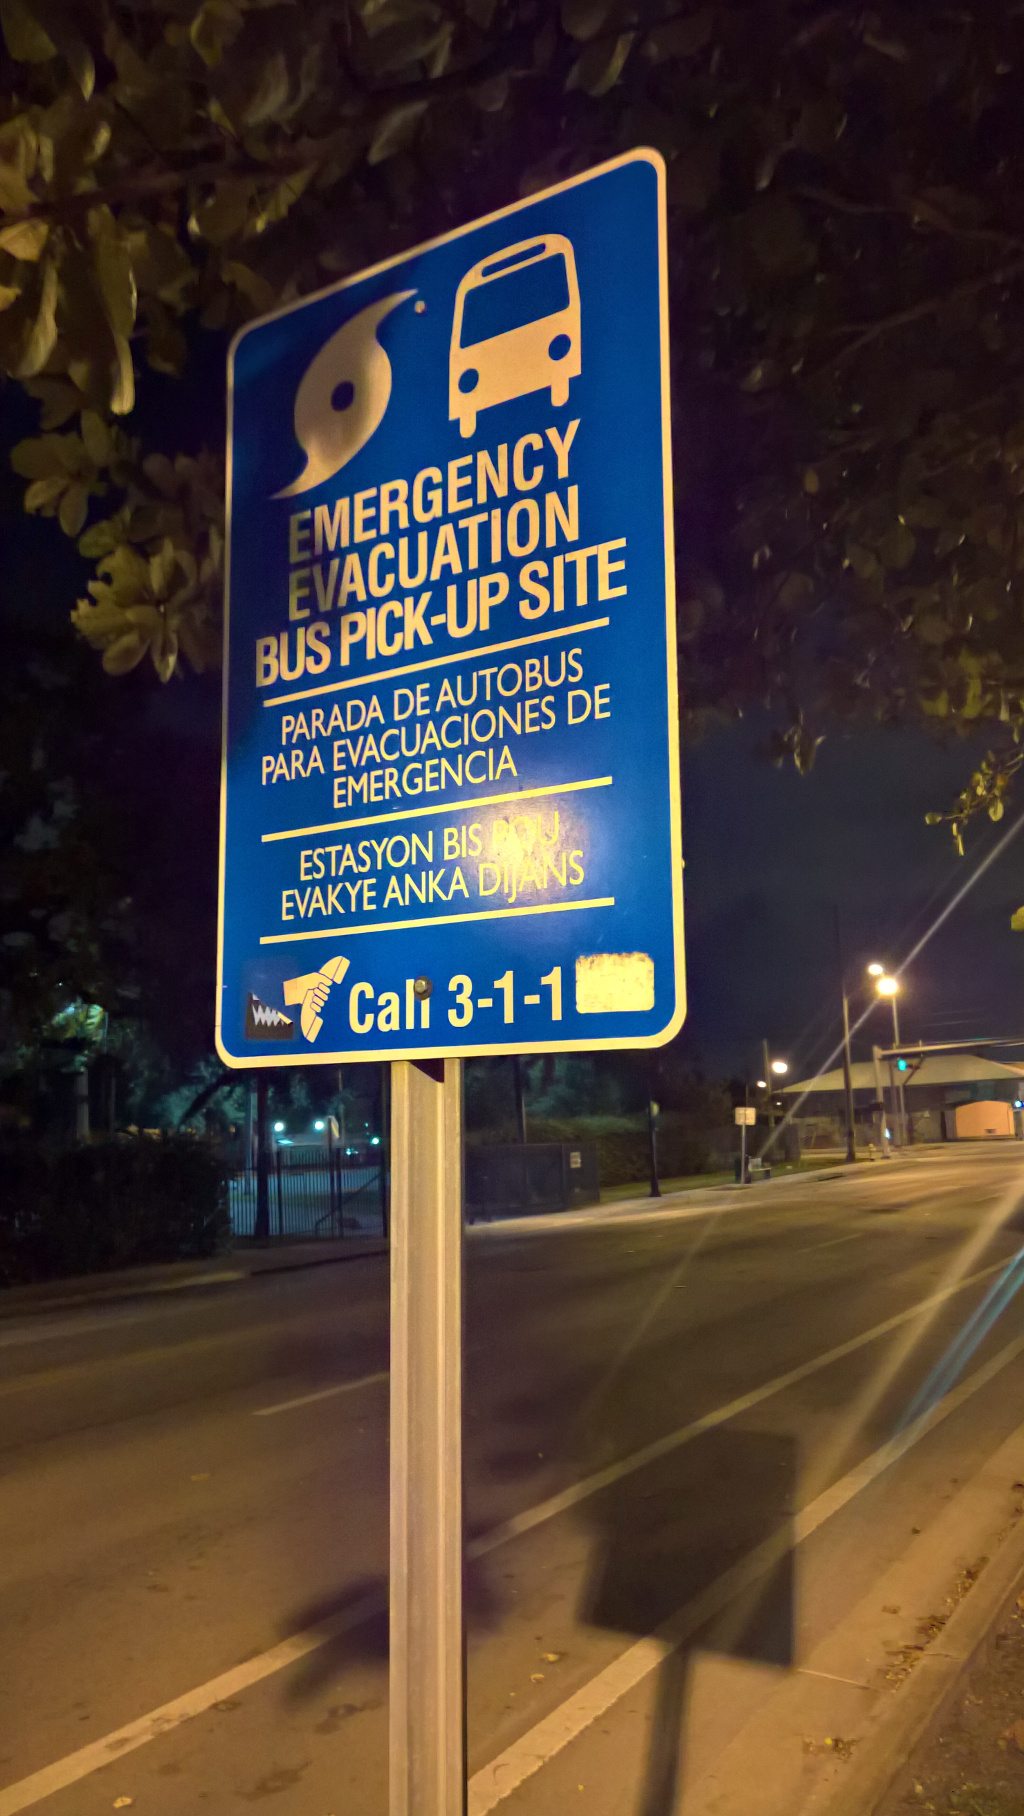 EMERGENCY
EVACUATION
BUS PICK-UP SITE
PARADA DE AUTOBUS
PARA EVACUACIONES DE
EMERGENCIA
ESTASYON BIS POU
EVAKYE ANKA DIJANS
Call 3-1-1